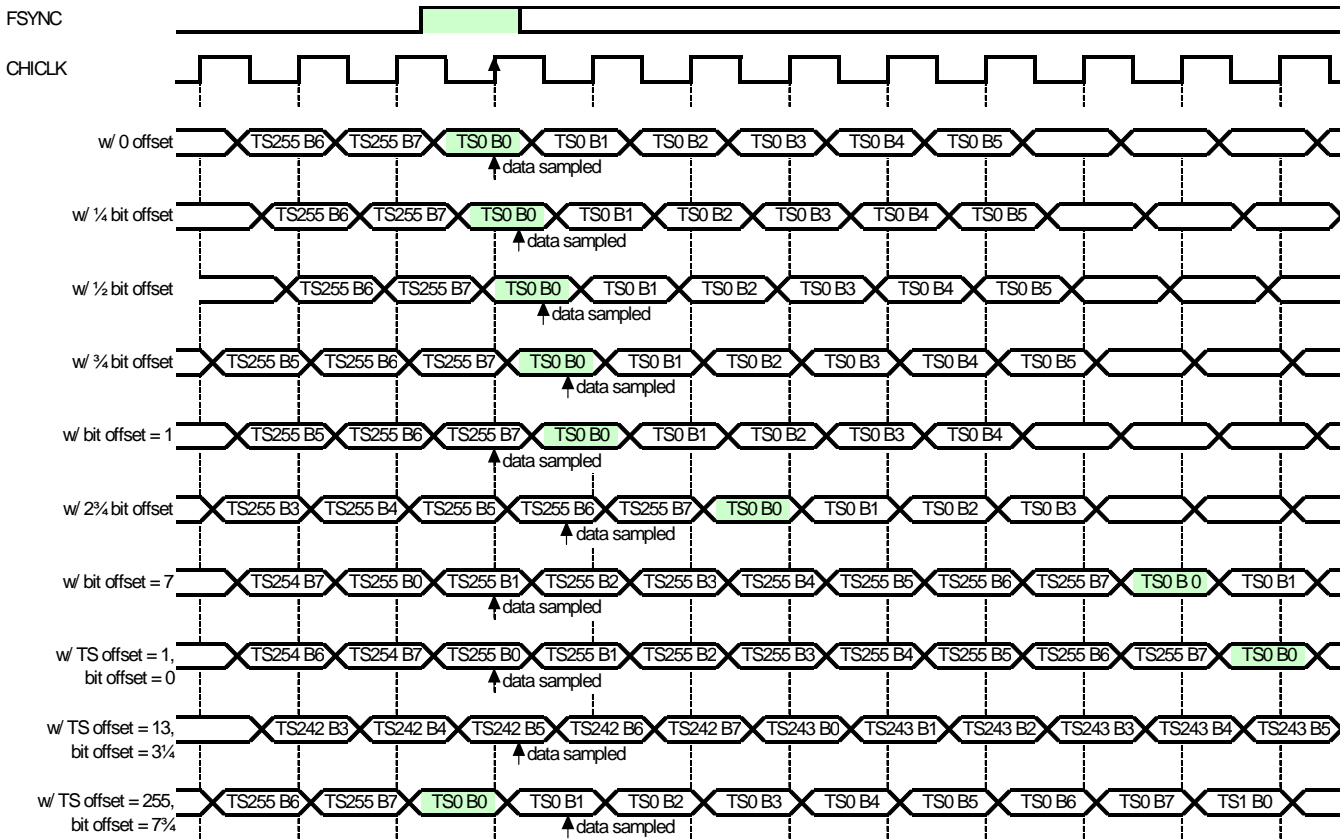 FSYNC
CHICLK
w/ 0 offset TS255 B6 TS255 B7 TS0 B0 TS0 B1 TS0 B2 TS0 B3 TS0 B4 TS0 B5
data sampled
w/ ¼ bit offset TS255 B6 TS255 B7 TS0 B0 TS0 B1 TS0 B2 TS0 B3 TS0 B4 TS0 B5
data sampled
w/ ½ bit offset TS255 B6 TS255 B7 TS0 B0 TS0 B1 TS0 B2 TS0 B3 TS0 B4 TS0 B5
data sampled
w/ ¾ bit offset TS255 B5 TS255 B6 TS255 B7 TS0 B0 TS0 B1 TS0 B2 TS0 B3 TS0 B4 TS0 B5
data sampled
w/ bit offset = 1 TS255 B5 TS255 B6 TS255 B7 TS0 B0 TS0 B1 TS0 B2 TS0 B3 TS0 B4
data sampled
w/ 2¾ bit offset TS255 B3 TS255 B4 TS255 B5 TS255 B6 TS255 B7 TS0 B0 TS0 B1 TS0 B2 TS0 B3
data sampled
w/ bit offset = 7 TS254 B7 TS255 B0 TS255 B1 TS255 B2 TS255 B3 TS255 B4 TS255 B5 TS255 B6 TS255 B7 TS0 B 0 TS0 B1
data sampled
w/ TS offset = 1, TS254 B6 TS254 B7 TS255 B0 TS255 B1 TS255 B2 TS255 B3 TS255 B4 TS255 B5 TS255 B6 TS255 B7 TS0 B0
bit offset = 0 data sampled
w/ TS offset = 13, TS242 B3 TS242 B4 TS242 B5 TS242 B6 TS242 B7 TS243 B0 TS243 B1 TS243 B2 TS243 B3 TS243 B4 TS243 B5
bit offset = 3¼ data sampled
w/ TS offset = 255, TS255 B6 TS255 B7 TS0 B0 TS0 B1 TS0 B2 TS0 B3 TS0 B4 TS0 B5 TS0 B6 TS0 B7 TS1 B0
bit offset = 7¾ data sampled